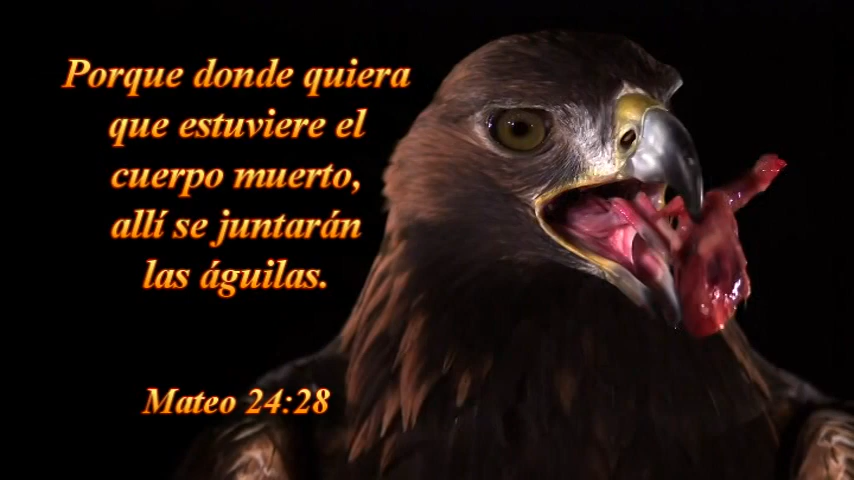 Porque donde quiera
que estuviere el
cuerpo muerto,
allí se juntarán
las águilas.
Mateo 24:28